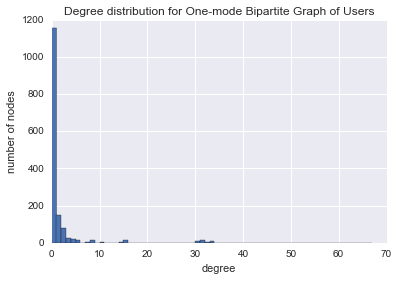 Degree distribution for One-mode Bipartite Graph of Users
1200
1000
800
600
400
200
0
number of nodes
0 10 20 30 40 50 60 70
degree